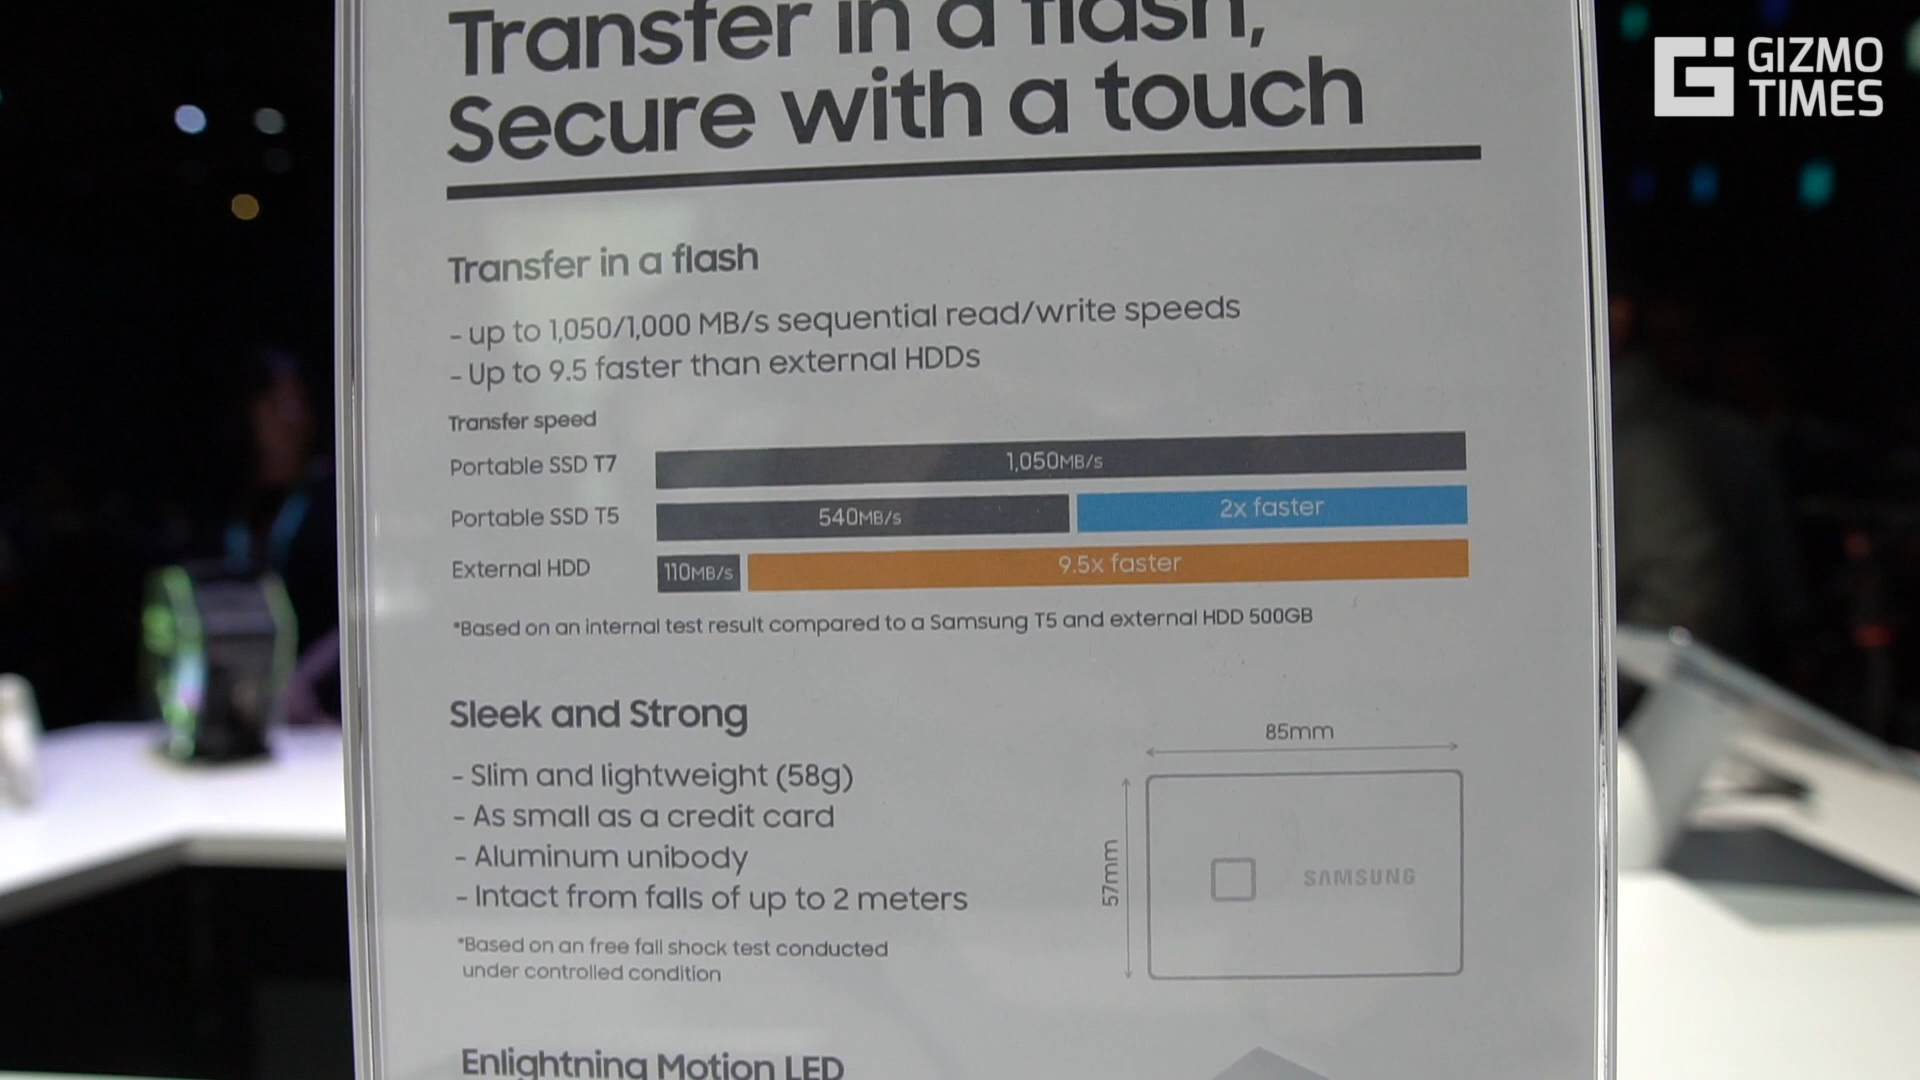 Transfer in a flash,
Secure with a touch
GIZMO
TIMES
Transfer in a flash
- up to 1,050/1,000 MB/s sequential read/write speeds
- Up to 9.5 faster than external HDDs
Transfer speed
Portable SSD T7 1,050MB/s
Portable SSD T5 540MB/s 2x faster
External HDD 110MB/s 9.5x faster
*Based on an internal test result compared to a Samsung T5 and external HDD 500GB
Sleek and Strong
- Slim and lightweight (58g)
- As small as a credit card
- Aluminum unibody
- Intact from falls of up to 2 meters
*Based on an free fall shock test conducted
under controlled condition
85mm
57mm
SAMSUNG
Enlightning Motion LED